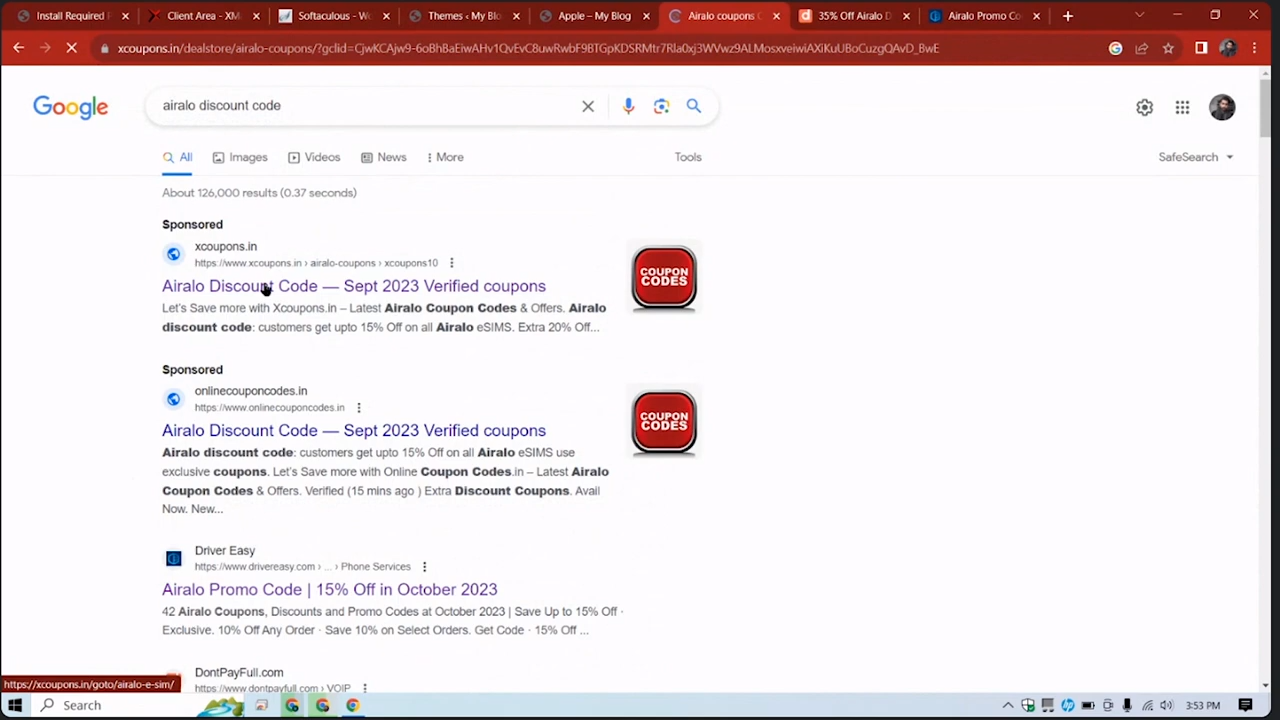 Install Required
Client Area - XM
Softaculous - W
Themes ‹ My Blo
Apple – My Blog
Airalo coupons
35% Off Airalo D
Airalo Promo Co
xcoupons.in/dealstore/airalo-coupons/?gclid=
Google
airalo discount code
All
Images
Videos
News
More
Tools
SafeSearch
About 126,000 results (0.37 seconds)
Sponsored
xcoupons.in
https://www.xcoupons.in › airalo-coupons › xcoupons10
Airalo Discount Code — Sept 2023 Verified coupons
Let's Save more with Xcoupons.in – Latest Airalo Coupon Codes & Offers. Airalo
discount code: customers get upto 15% Off on all Airalo eSIMS. Extra 20% Off...
COUPON
CODES
Sponsored
onlinecouponcodes.in
https://www.onlinecouponcodes.in
Airalo Discount Code — Sept 2023 Verified coupons
Airalo discount code: customers get upto 15% Off on all Airalo eSIMS use
exclusive coupons. Let's Save more with Online Coupon Codes.in – Latest Airalo
Coupon Codes & Offers. Verified (15 mins ago ) Extra Discount Coupons. Avail
Now. New...
COUPON
CODES
Driver Easy
https://www.drivereasy.com › ... › Phone Services
Airalo Promo Code | 15% Off in October 2023
42 Airalo Coupons, Discounts and Promo Codes at October 2023 | Save Up to 15% Off ·
Exclusive. 10% Off Any Order · Save 10% on Select Orders. Get Code · 15% Off ...
DontPayFull.com
https://www.dontpayfull.com › VOIP
https://xcoupons.in/goto/airalo-e-sim/
Search
3:53 PM